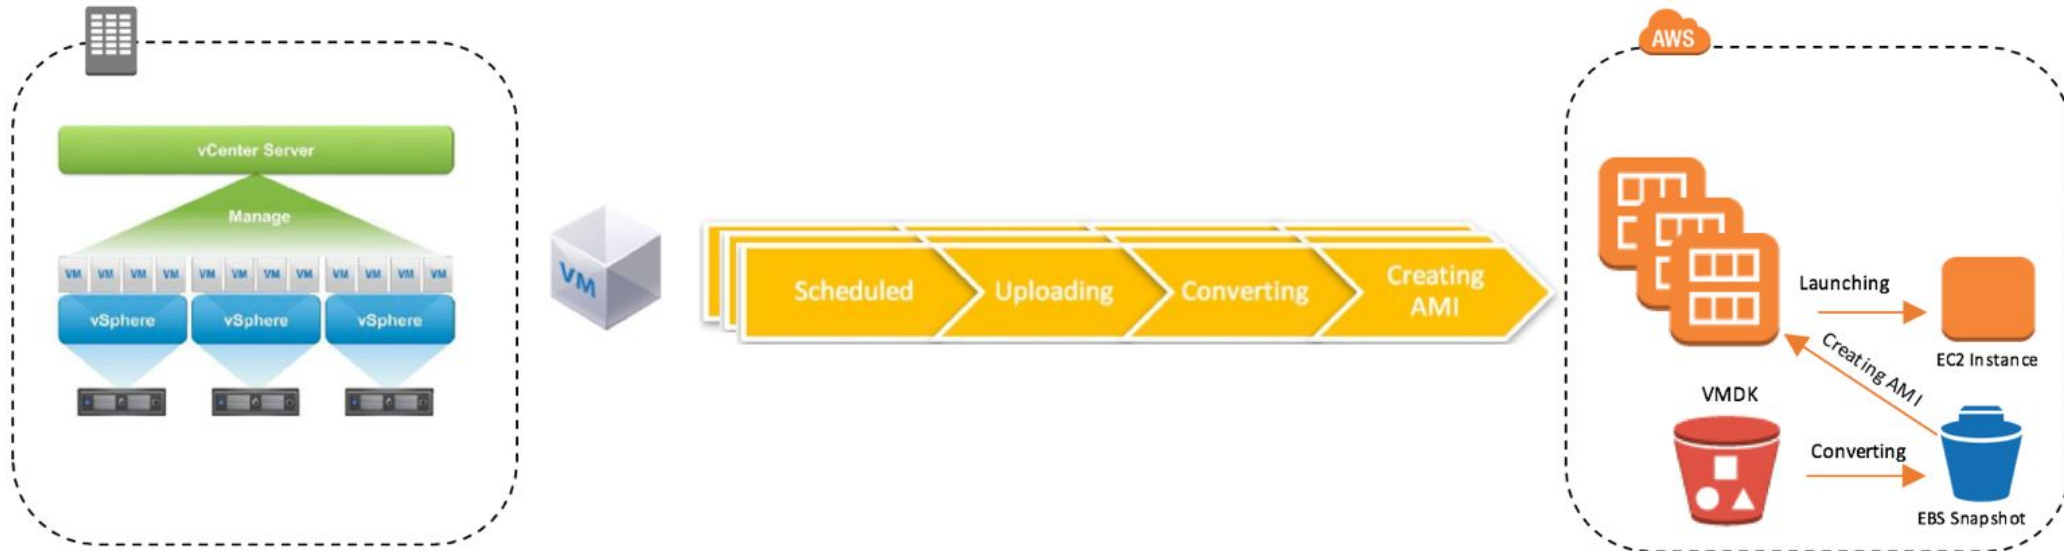 AWS
vCenter Server
Manage
VM VM VM VM VM VM VM VM VM VM VM VM
vSphere vSphere vSphere
VM
Scheduled Uploading Converting Creating
AMI
Launching
EC2 Instance
Creating AMI
VMDK
Converting
EBS Snapshot